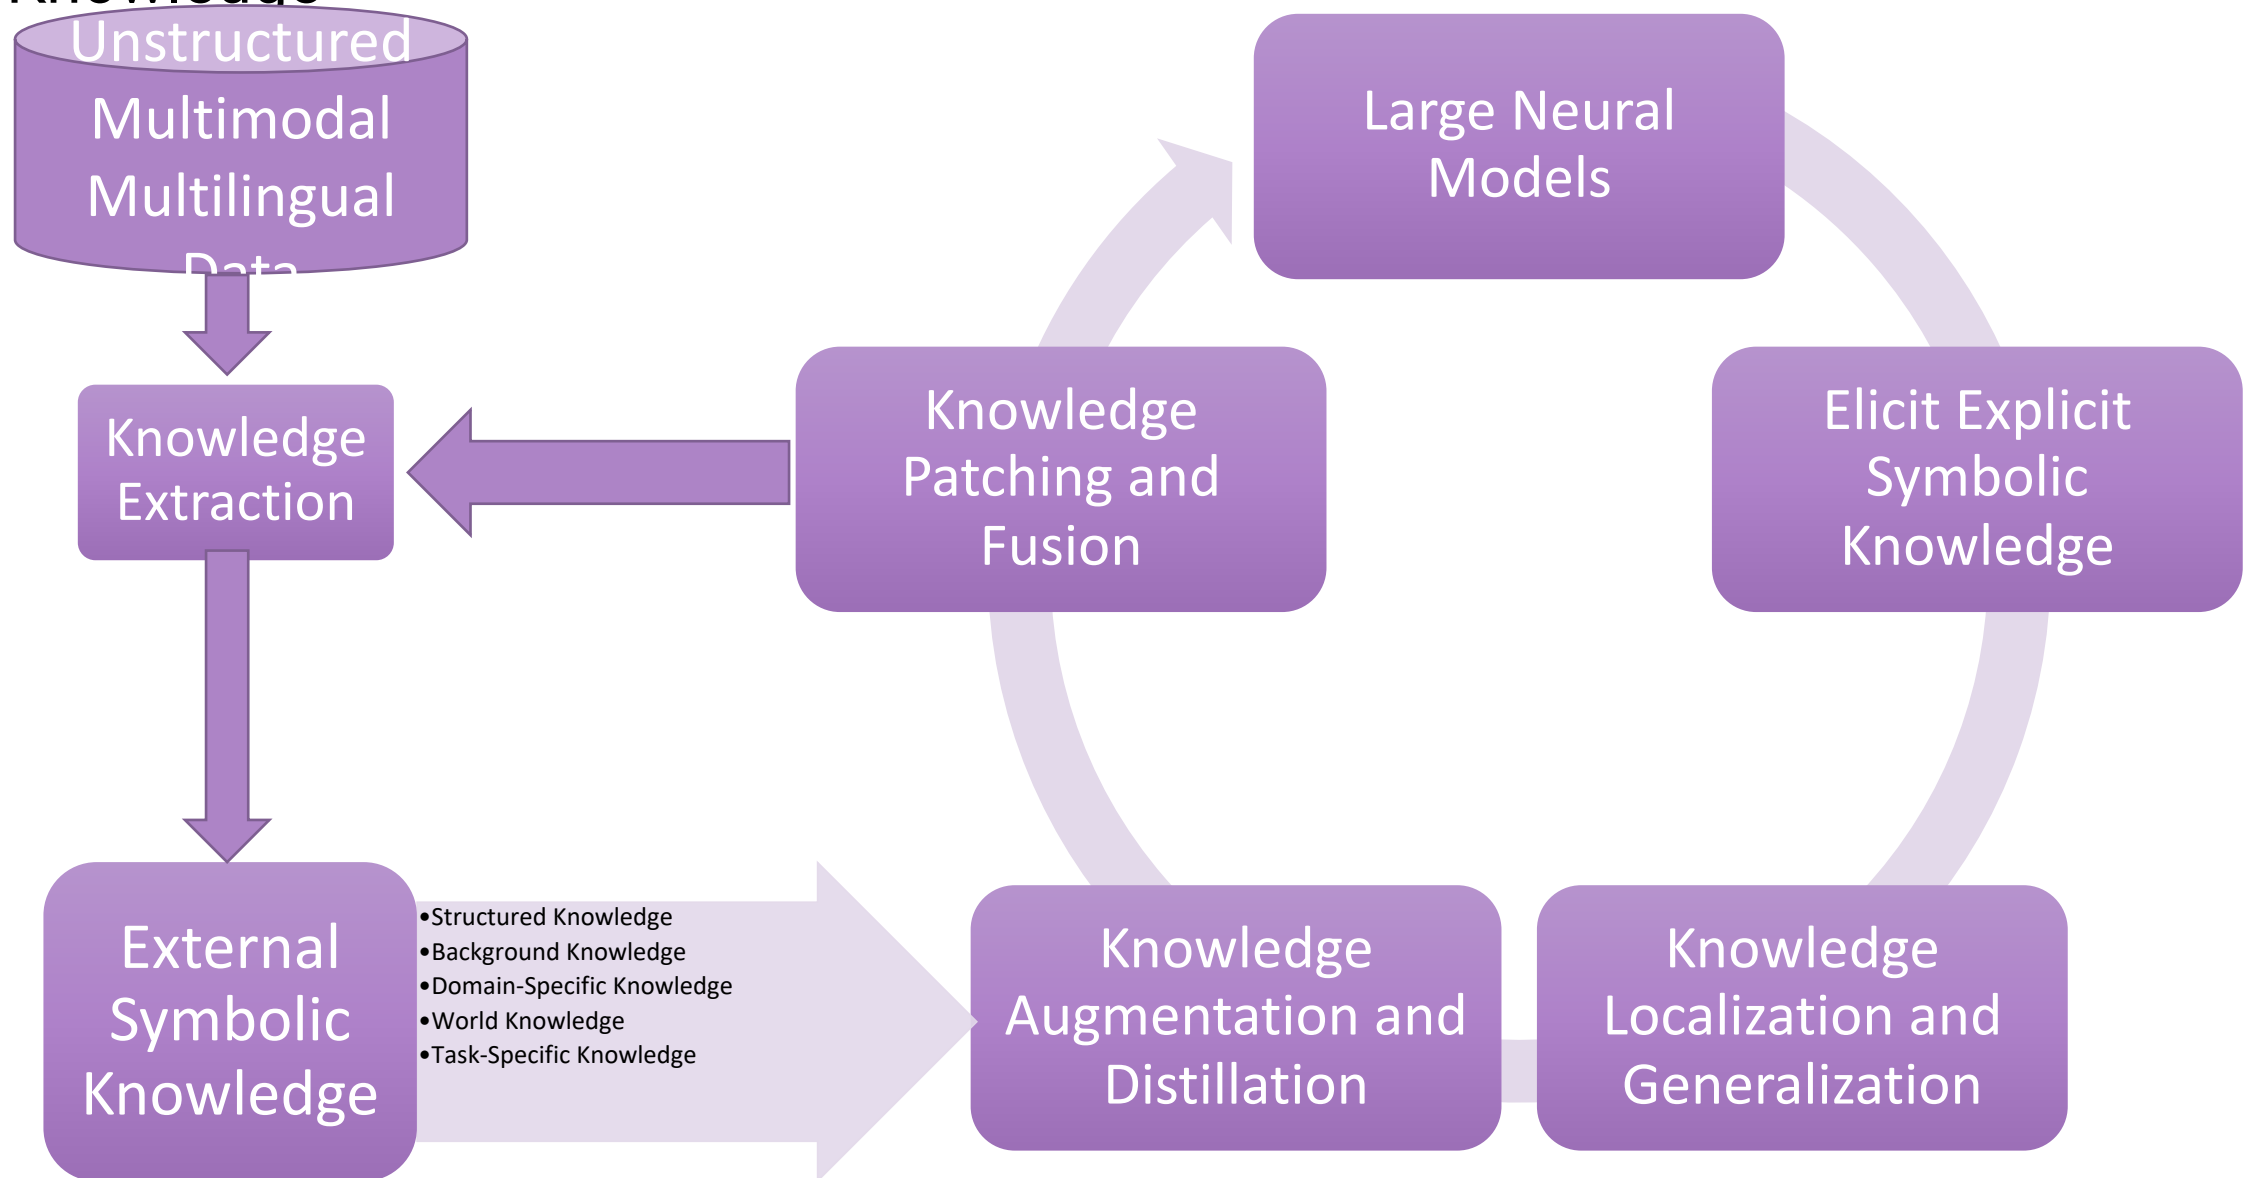 Knowledge
Unstructured
Multimodal
Multilingual
Data
Large Neural
Models
Knowledge
Extraction
Knowledge
Patching and
Fusion
Elicit Explicit
Symbolic
Knowledge
External
Symbolic
Knowledge
•Structured Knowledge
•Background Knowledge
•Domain-Specific Knowledge
•World Knowledge
•Task-Specific Knowledge
Knowledge
Augmentation and
Distillation
Knowledge
Localization and
Generalization